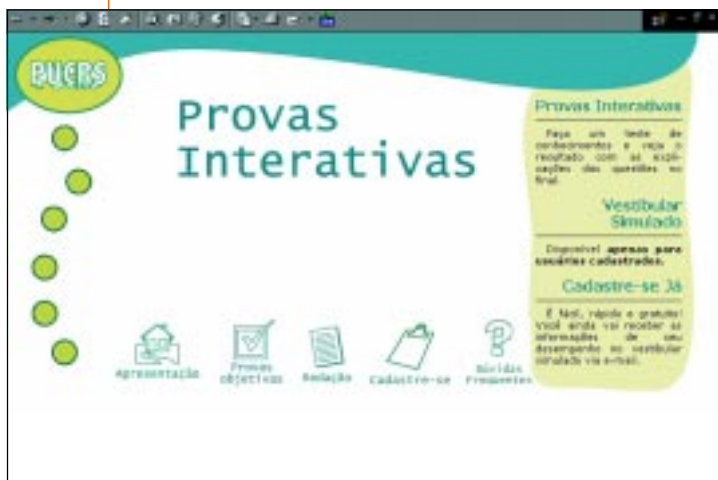 PUCRS
Provas
Interativas
Apresentação
Provas
objetivas
Redação
Cadastre-se
Dúvidas
Frequentes
Provas Interativas
Faça um teste de
conhecimentos e veja o
resultado com as expli-
cações das questões no
final.
Vestibular
Simulado
Disponível apenas para
usuários cadastrados.
Cadastre-se Já
É fácil, rápido e gratuito!
Você ainda vai receber as
informações de seu
desempenho no vestibular
simulado via e-mail.